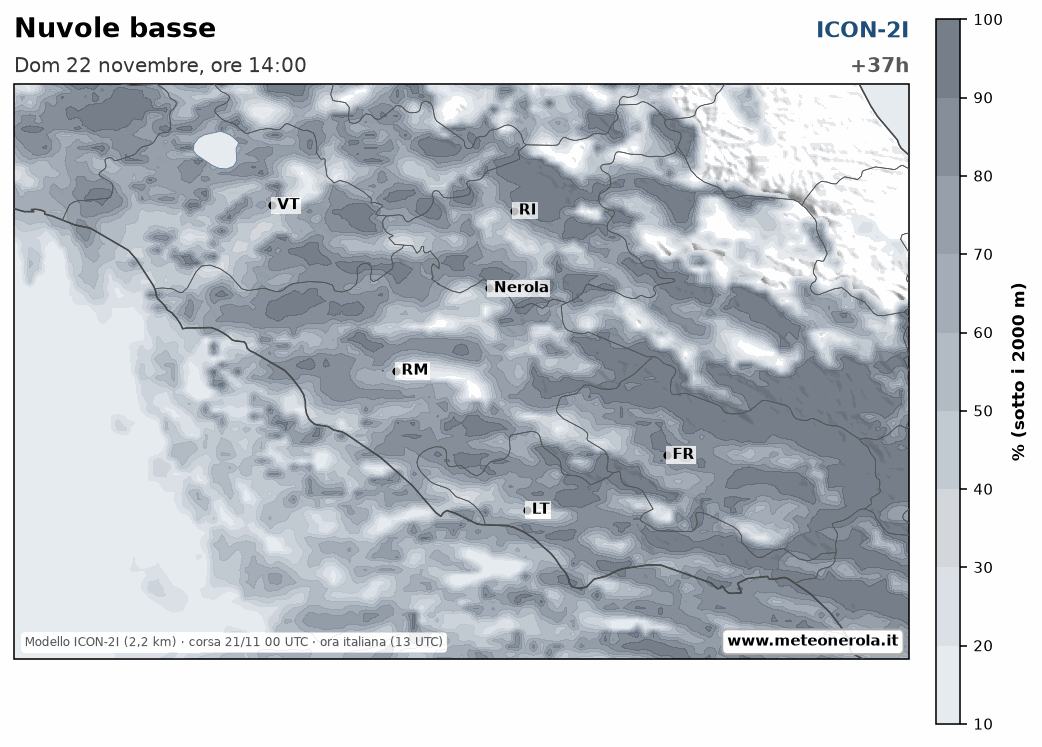 Nuvole basse
ICON-2I
Dom 22 novembre, ore 14:00
+37h
VT
RI
Nerola
RM
FR
LT
Modello ICON-2I (2,2 km) · corsa 21/11 00 UTC · ora italiana (13 UTC)
www.meteonerola.it
100
90
80
70
60
50
40
30
20
10
% (sotto i 2000 m)